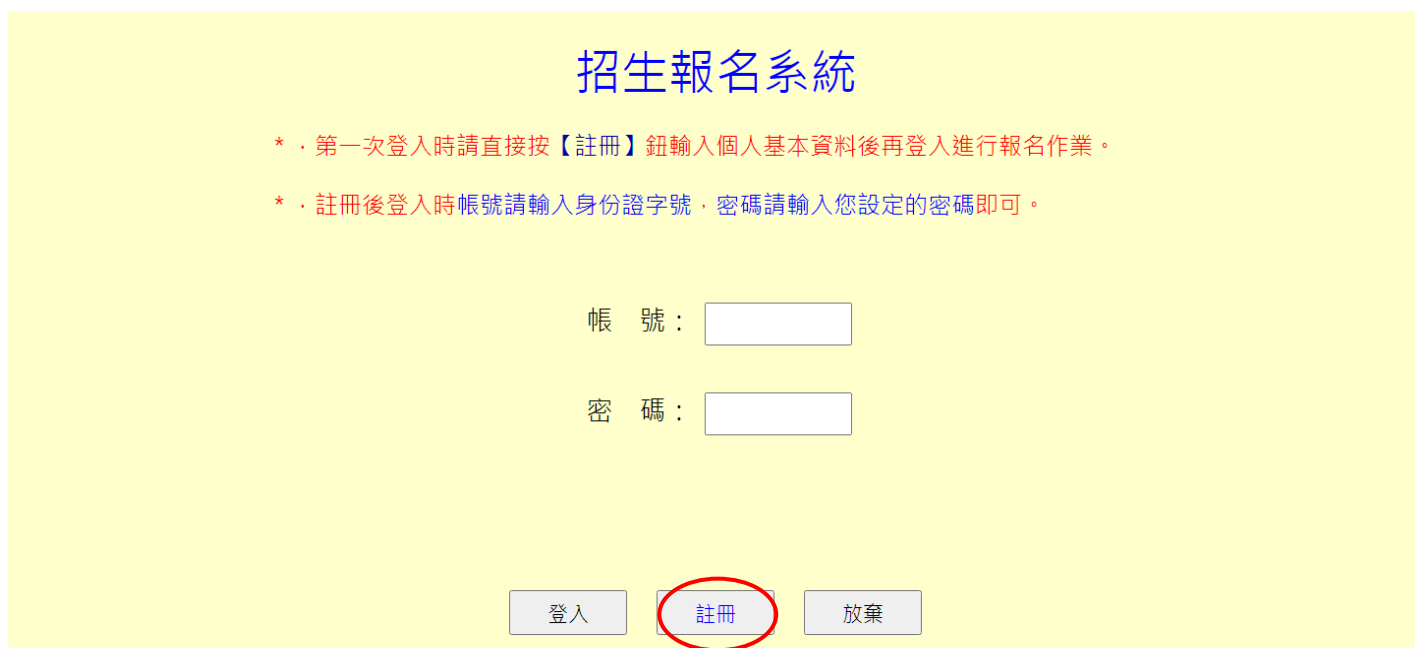 招生報名系統
*．第一次登入時請直接按【註冊】鈕輸入個人基本資料後再登入進行報名作業。
*．註冊後登入時帳號請輸入身份證字號．密碼請輸入您設定的密碼即可。
帳　號：
密　碼：
登入　註冊　放棄